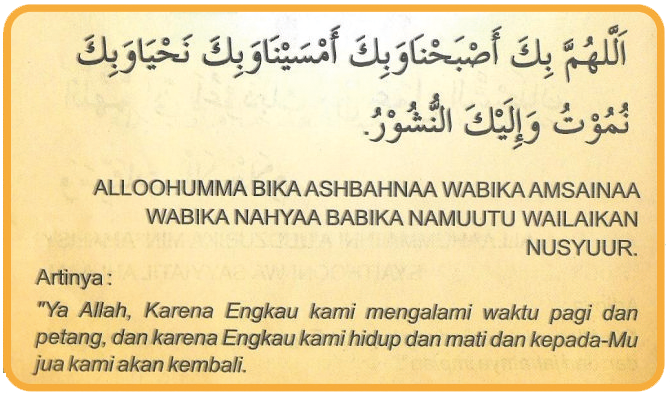 اَللّٰهُمَّ بِكَ أَصْبَحْنَاوَبِكَ أَمْسَيْنَاوَبِكَ نَحْيَاوَبِكَ
نُمُوْتُ وَإِلَيْكَ النُّشُوْرُ.
ALLOOHUMMA BIKA ASHBAHNAA WABIKA AMSAINAA
WABIKA NAHYAA BABIKA NAMUUTU WAILAIKAN
NUSYUUR.
Artinya :
"Ya Allah, Karena Engkau kami mengalami waktu pagi dan
petang, dan karena Engkau kami hidup dan mati dan kepada-Mu
jua kami akan kembali.